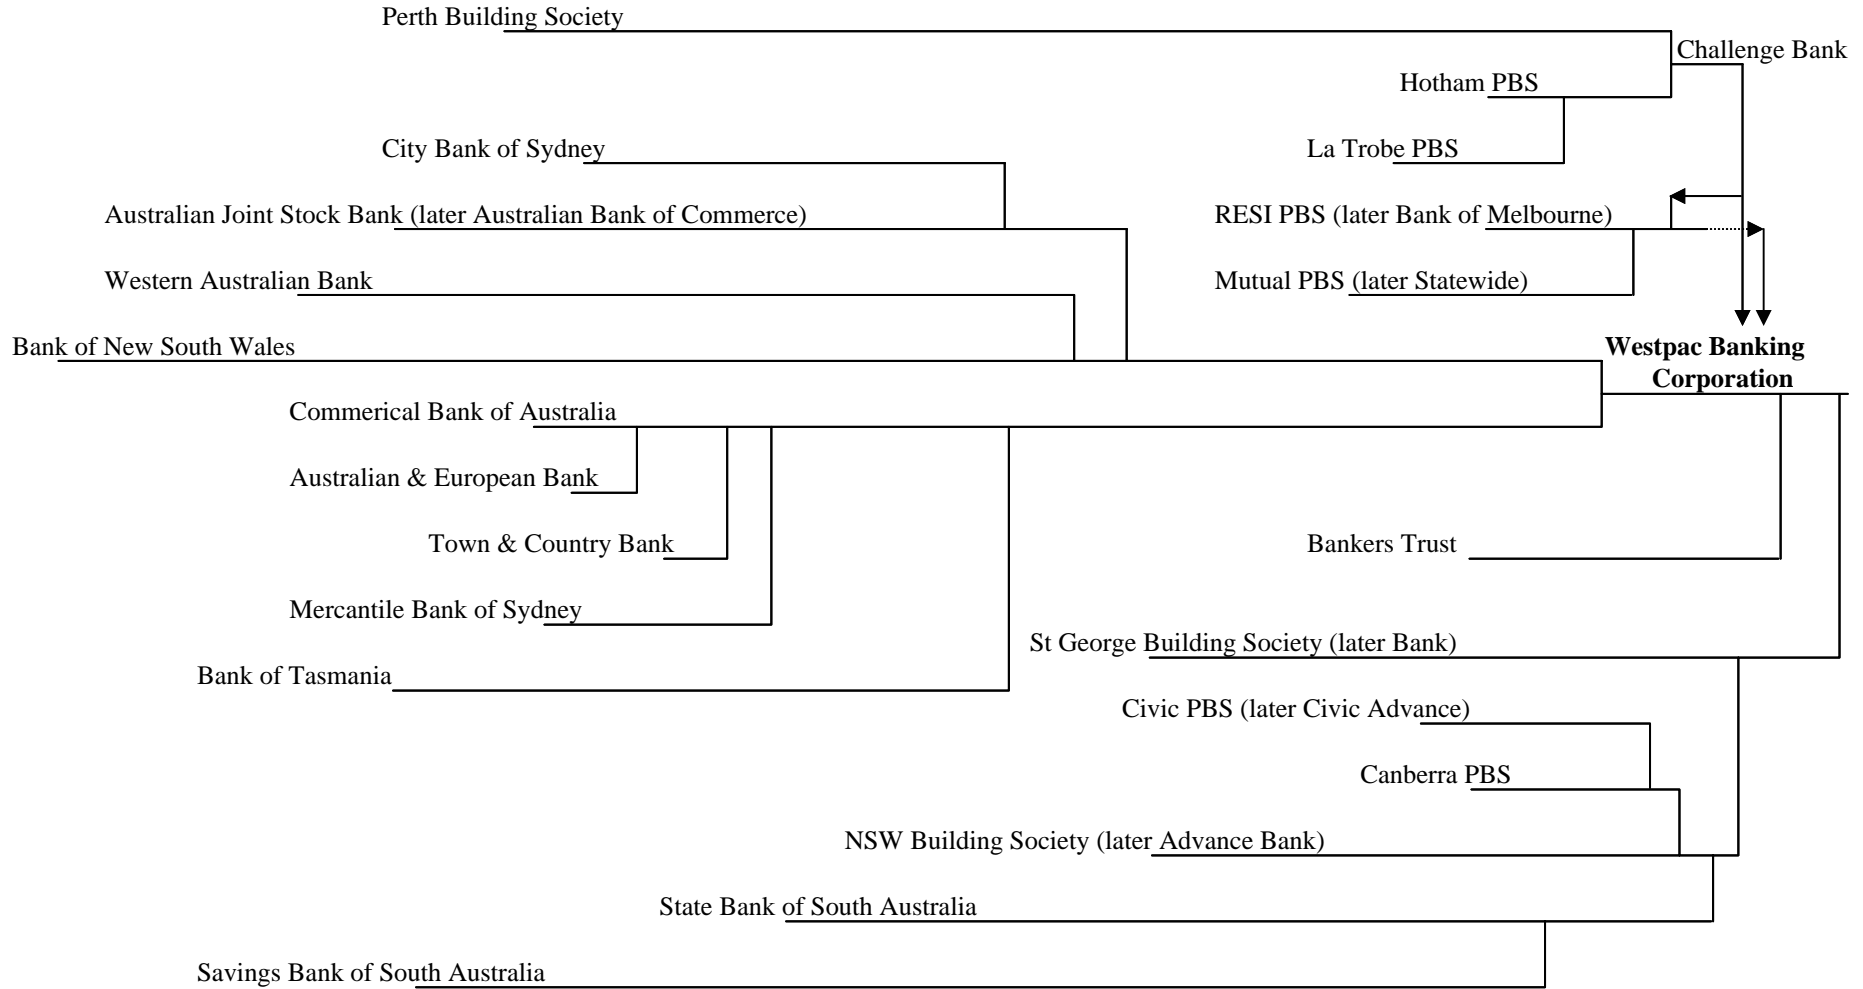 Perth Building Society
Challenge Bank
Hotham PBS
City Bank of Sydney
La Trobe PBS
Australian Joint Stock Bank (later Australian Bank of Commerce)
RESI PBS (later Bank of Melbourne)
Western Australian Bank
Mutual PBS (later Statewide)
Bank of New South Wales
Westpac Banking
Corporation
Commerical Bank of Australia
Australian & European Bank
Town & Country Bank
Bankers Trust
Mercantile Bank of Sydney
St George Building Society (later Bank)
Bank of Tasmania
Civic PBS (later Civic Advance)
Canberra PBS
NSW Building Society (later Advance Bank)
State Bank of South Australia
Savings Bank of South Australia